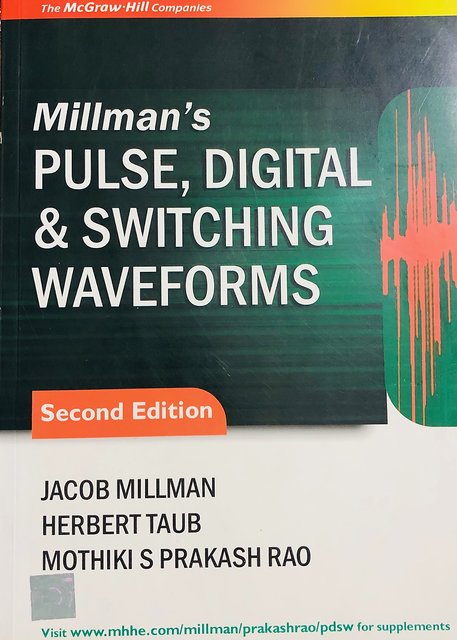 The McGraw·Hill Companies
Millman's
PULSE, DIGITAL
& SWITCHING
WAVEFORMS
Second Edition
JACOB MILLMAN
HERBERT TAUB
MOTHIKI S PRAKASH RAO
Visit www.mhhe.com/millman/prakashrao/pdsw for supplements